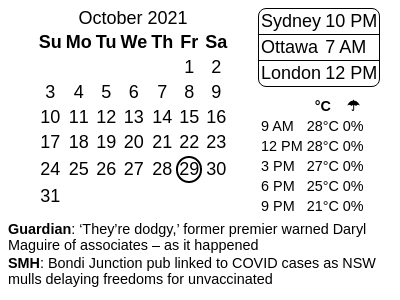 October 2021
Su Mo Tu We Th Fr Sa
1 2
3 4 5 6 7 8 9
10 11 12 13 14 15 16
17 18 19 20 21 22 23
24 25 26 27 28 29 30
31
Sydney 10 PM
Ottawa 7 AM
London 12 PM
°C ☂
9 AM 28°C 0%
12 PM 28°C 0%
3 PM 27°C 0%
6 PM 25°C 0%
9 PM 21°C 0%
Guardian: ‘They’re dodgy,’ former premier warned Daryl
Maguire of associates – as it happened
SMH: Bondi Junction pub linked to COVID cases as NSW
mulls delaying freedoms for unvaccinated